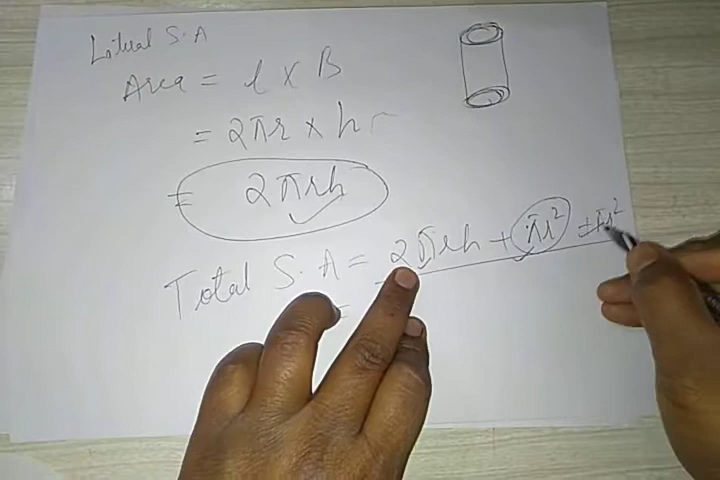 Lateral S.A
Area = l × B
= 2πr × h
= 2πrh
Total S.A = 2πrh + πr² + πr²
=